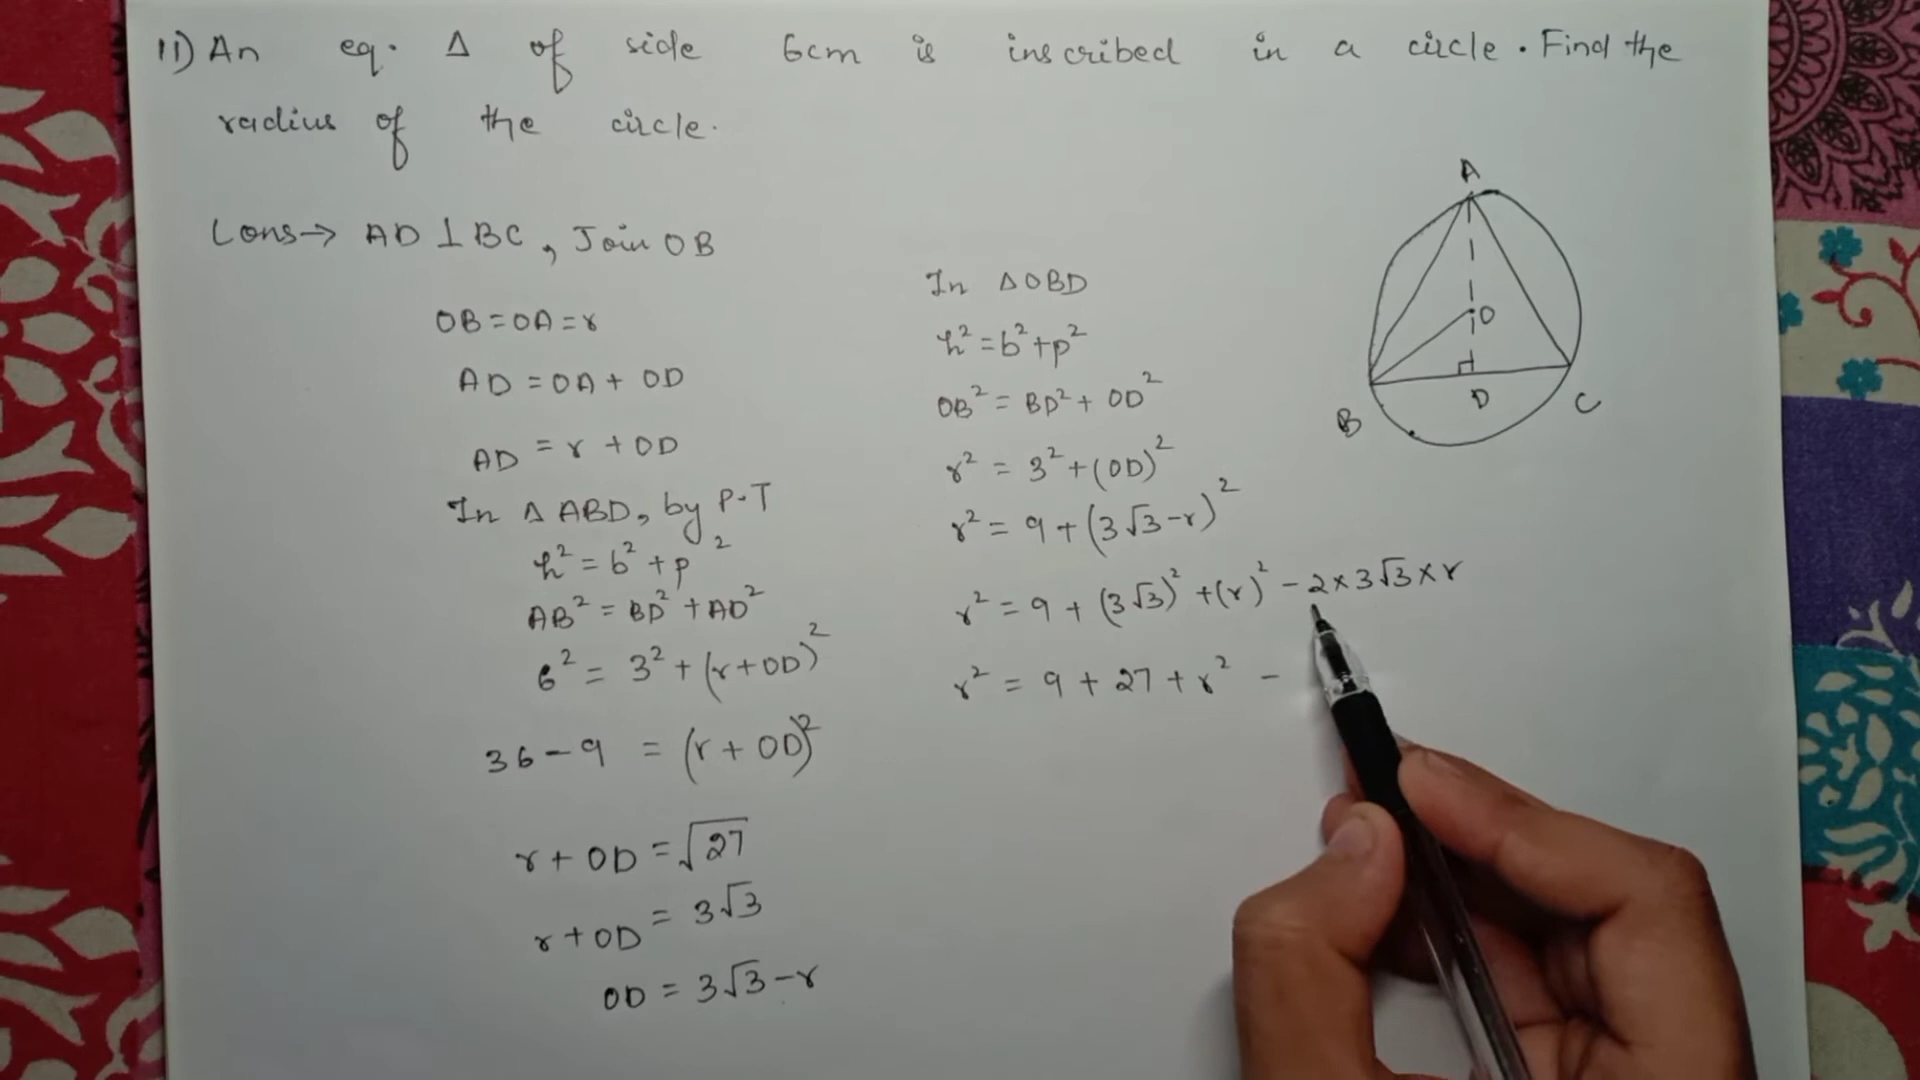 11) An eq. Δ of side 6cm is inscribed in a circle. Find the
radius of the circle.
Cons→ AD⊥BC, Join OB
OB=OA=r
AD=OA+OD
AD=r+OD
In Δ ABD, by P.T
h²=b²+p²
AB²=BD²+AD²
6²=3²+(r+OD)²
36-9=(r+OD)²
r+OD=√27
r+OD=3√3
OD=3√3-r
In ΔOBD
h²=b²+p²
OB²=BD²+OD²
r²=3²+(OD)²
r²=9+(3√3-r)²
r²=9+(3√3)²+(r)²-2×3√3×r
r²=9+27+r²-
A
O
B
D
C